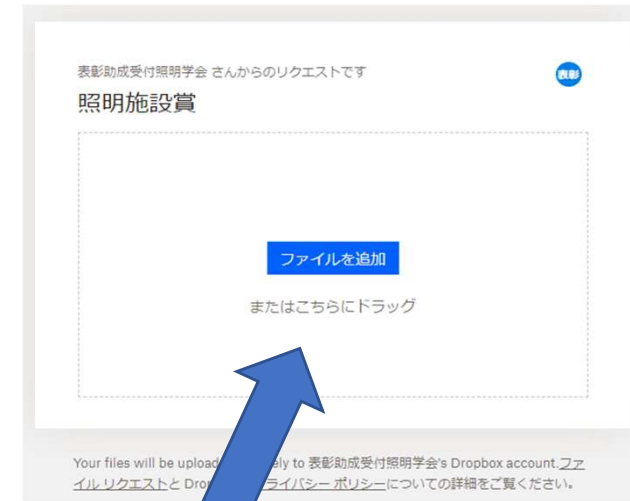 表彰助成受付照明学会 さんからのリクエストです
表彰
照明施設賞
ファイルを追加
またはこちらにドラッグ
Your files will be upload ely to 表彰助成受付照明学会's Dropbox account.ファ
イル リクエストと Dro ライバシー ポリシーについての詳細をご覧ください。